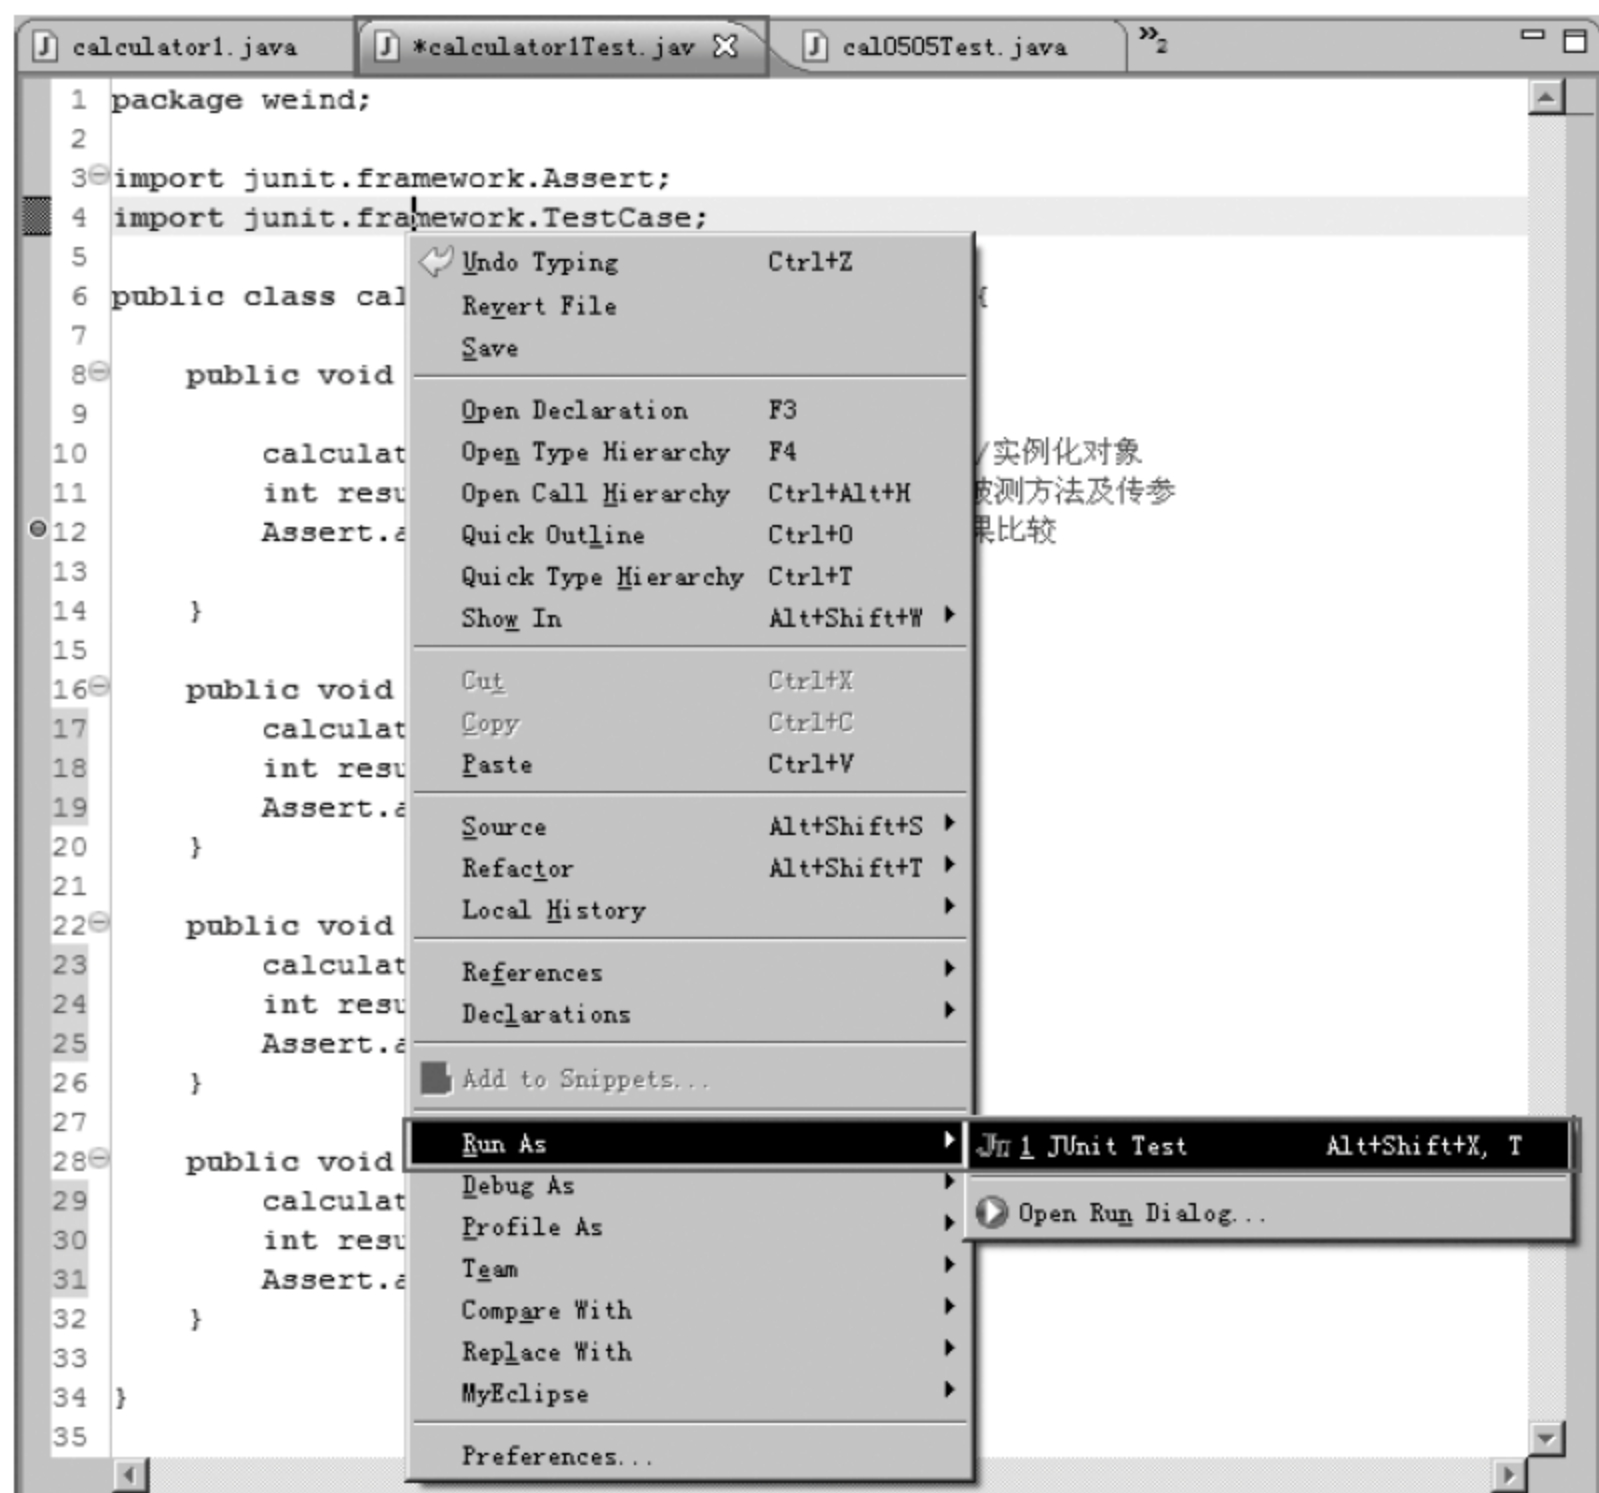 calculator1.java
*calculator1Test.jav
cal0505Test.java
»2
1 package weind;
2
3 import junit.framework.Assert;
4 import junit.framework.TestCase;
5
6 public class cal {
7
8 public void
9
10 calculat /实例化对象
11 int resu 被测方法及传参
12 Assert.a 果比较
13
14 }
15
16 public void
17 calculat
18 int resu
19 Assert.a
20 }
21
22 public void
23 calculat
24 int resu
25 Assert.a
26 }
27
28 public void
29 calculat
30 int resu
31 Assert.a
32 }
33
34 }
35
Undo Typing Ctrl+Z
Revert File
Save
Open Declaration F3
Open Type Hierarchy F4
Open Call Hierarchy Ctrl+Alt+H
Quick Outline Ctrl+O
Quick Type Hierarchy Ctrl+T
Show In Alt+Shift+W
Cut Ctrl+X
Copy Ctrl+C
Paste Ctrl+V
Source Alt+Shift+S
Refactor Alt+Shift+T
Local History
References
Declarations
Add to Snippets...
Run As
Debug As
Profile As
Team
Compare With
Replace With
MyEclipse
Preferences...
1 JUnit Test Alt+Shift+X, T
Open Run Dialog...